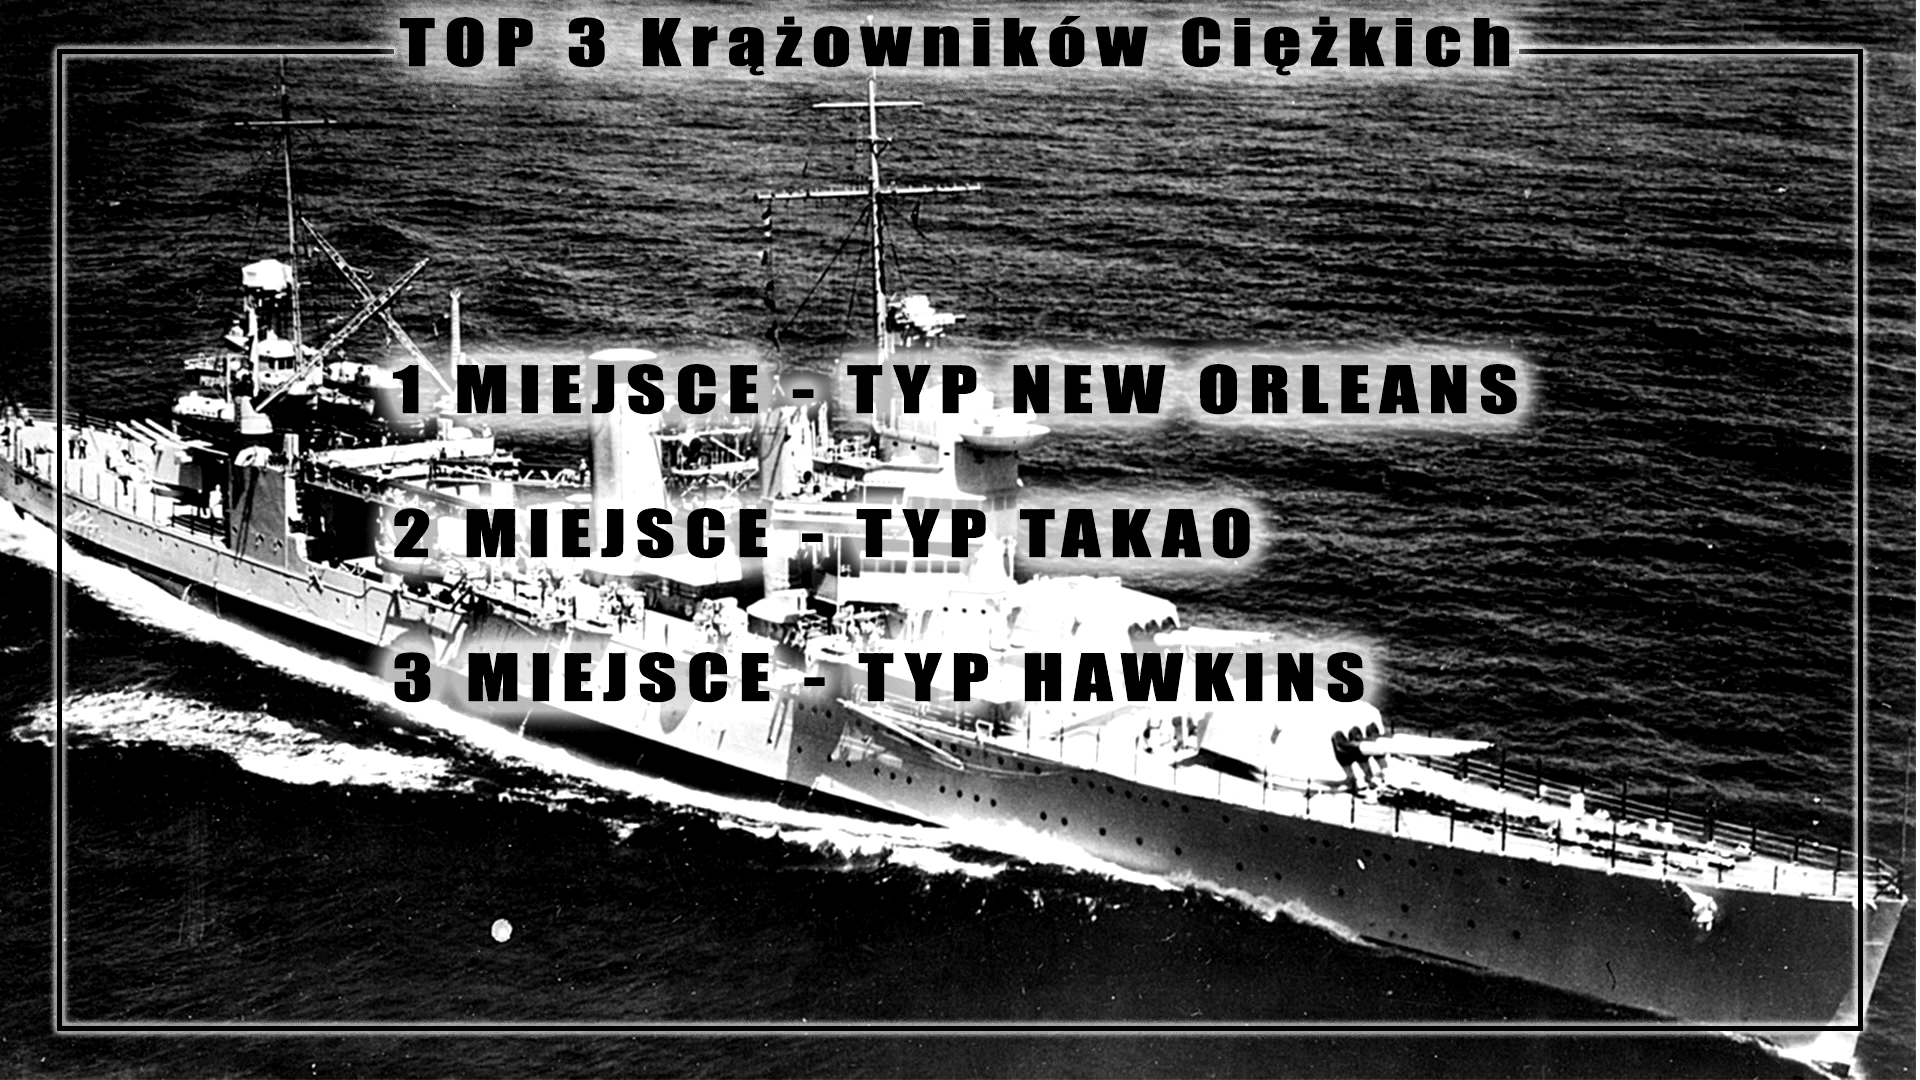 TOP 3 Krążowników Ciężkich
1 MIEJSCE - TYP NEW ORLEANS
2 MIEJSCE - TYP TAKAO
3 MIEJSCE - TYP HAWKINS